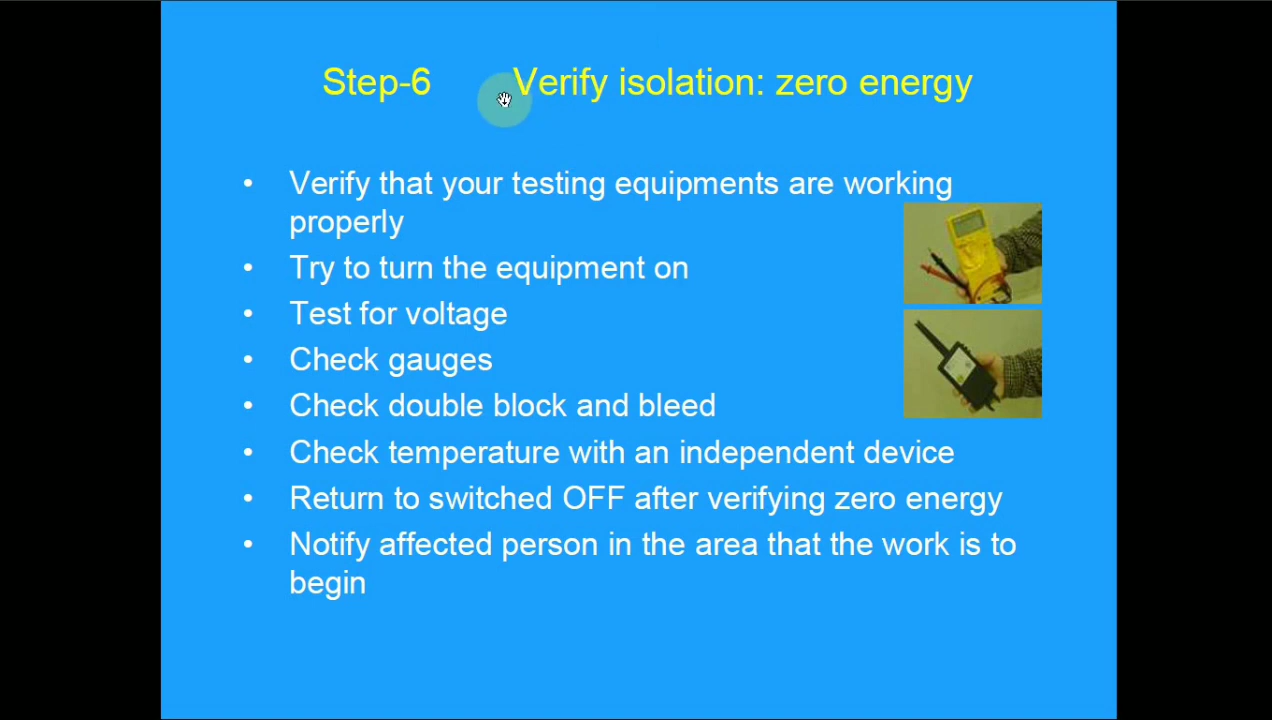 Step-6 Verify isolation: zero energy
• Verify that your testing equipments are working
properly
• Try to turn the equipment on
• Test for voltage
• Check gauges
• Check double block and bleed
• Check temperature with an independent device
• Return to switched OFF after verifying zero energy
• Notify affected person in the area that the work is to
begin